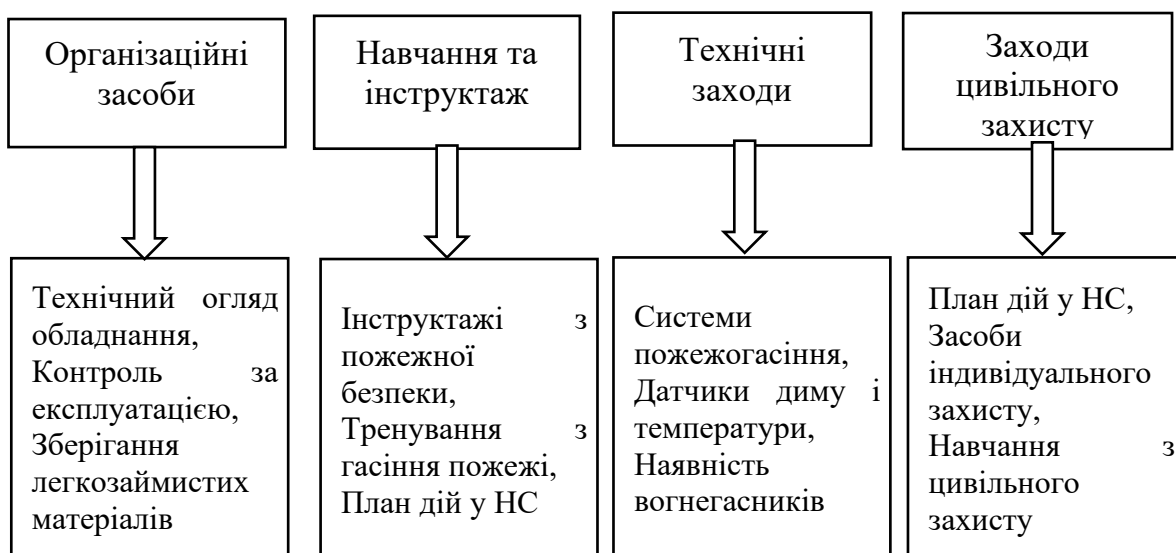 Організаційні
засоби
Навчання та
інструктаж
Технічні
заходи
Заходи
цивільного
захисту
Технічний огляд
обладнання,
Контроль за
експлуатацією,
Зберігання
легкозаймистих
матеріалів
Інструктажі з
пожежної
безпеки,
Тренування з
гасіння пожежі,
План дій у НС
Системи
пожежогасіння,
Датчики диму і
температури,
Наявність
вогнегасників
План дій у НС,
Засоби
індивідуального
захисту,
Навчання з
цивільного
захисту